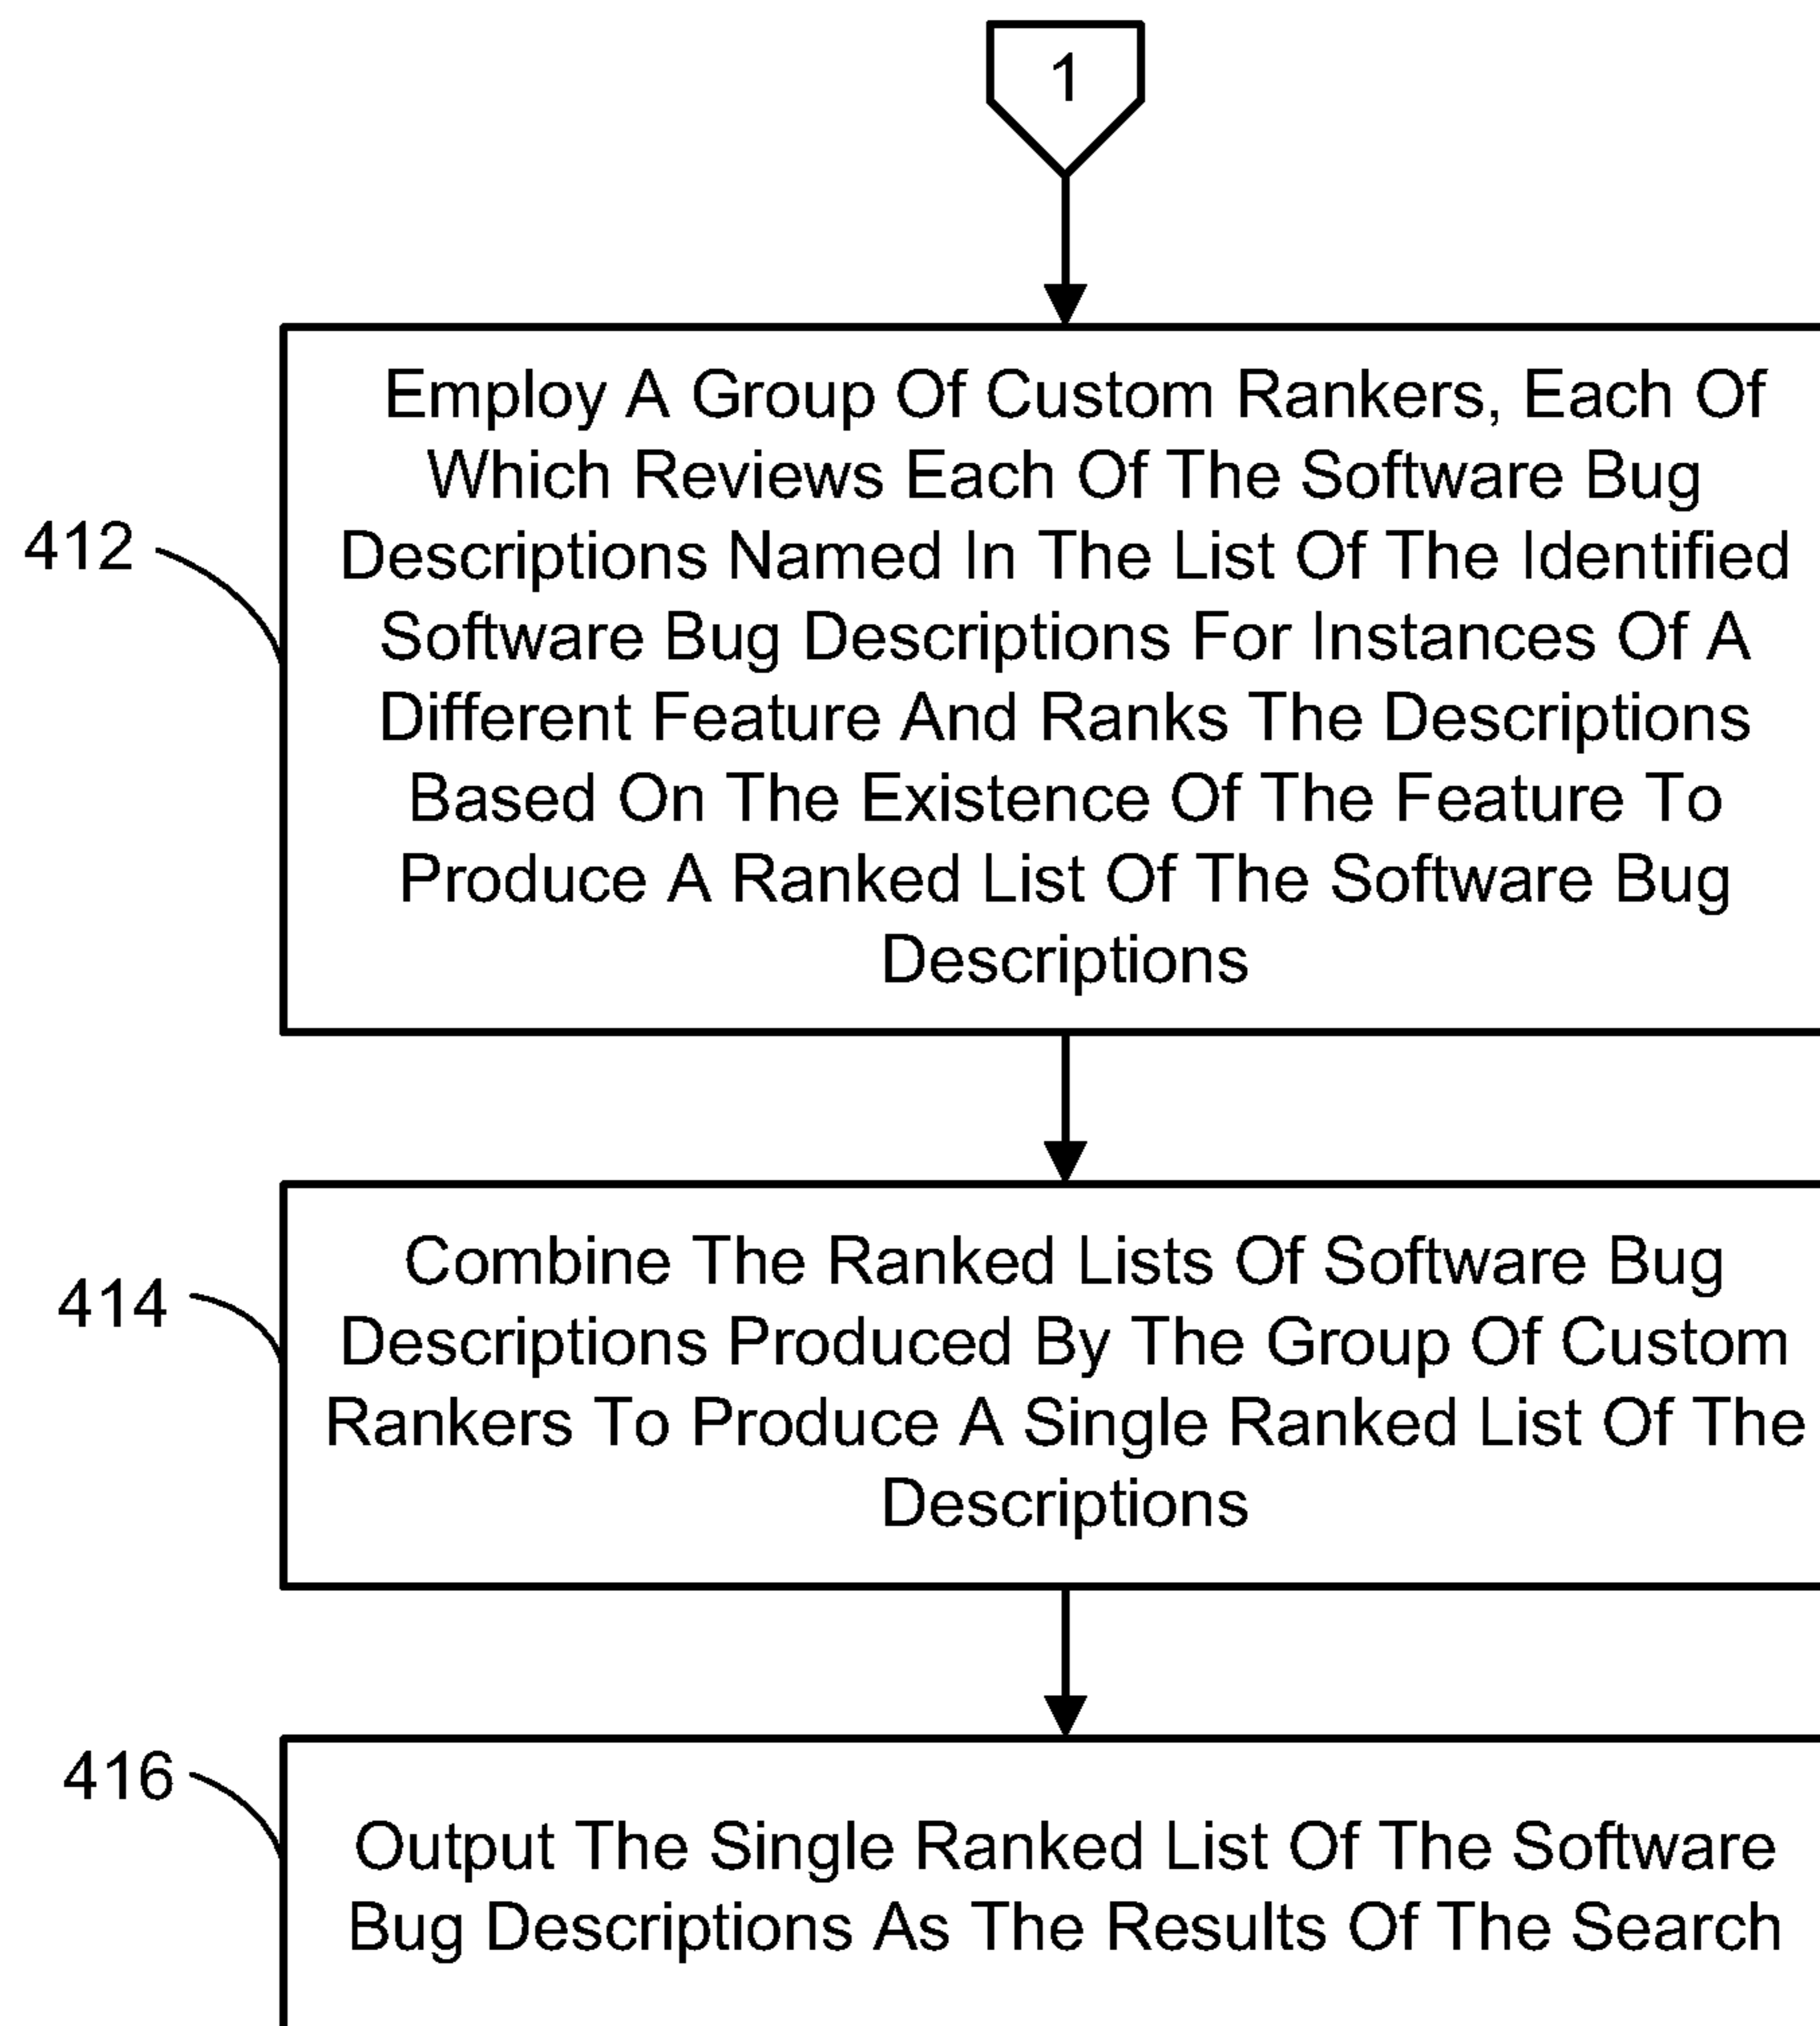 1
Employ A Group Of Custom Rankers, Each Of
Which Reviews Each Of The Software Bug
Descriptions Named In The List Of The Identified
Software Bug Descriptions For Instances Of A
Different Feature And Ranks The Descriptions
Based On The Existence Of The Feature To
Produce A Ranked List Of The Software Bug
Descriptions
412
Combine The Ranked Lists Of Software Bug
Descriptions Produced By The Group Of Custom
Rankers To Produce A Single Ranked List Of The
Descriptions
414
416
Output The Single Ranked List Of The Software
Bug Descriptions As The Results Of The Search